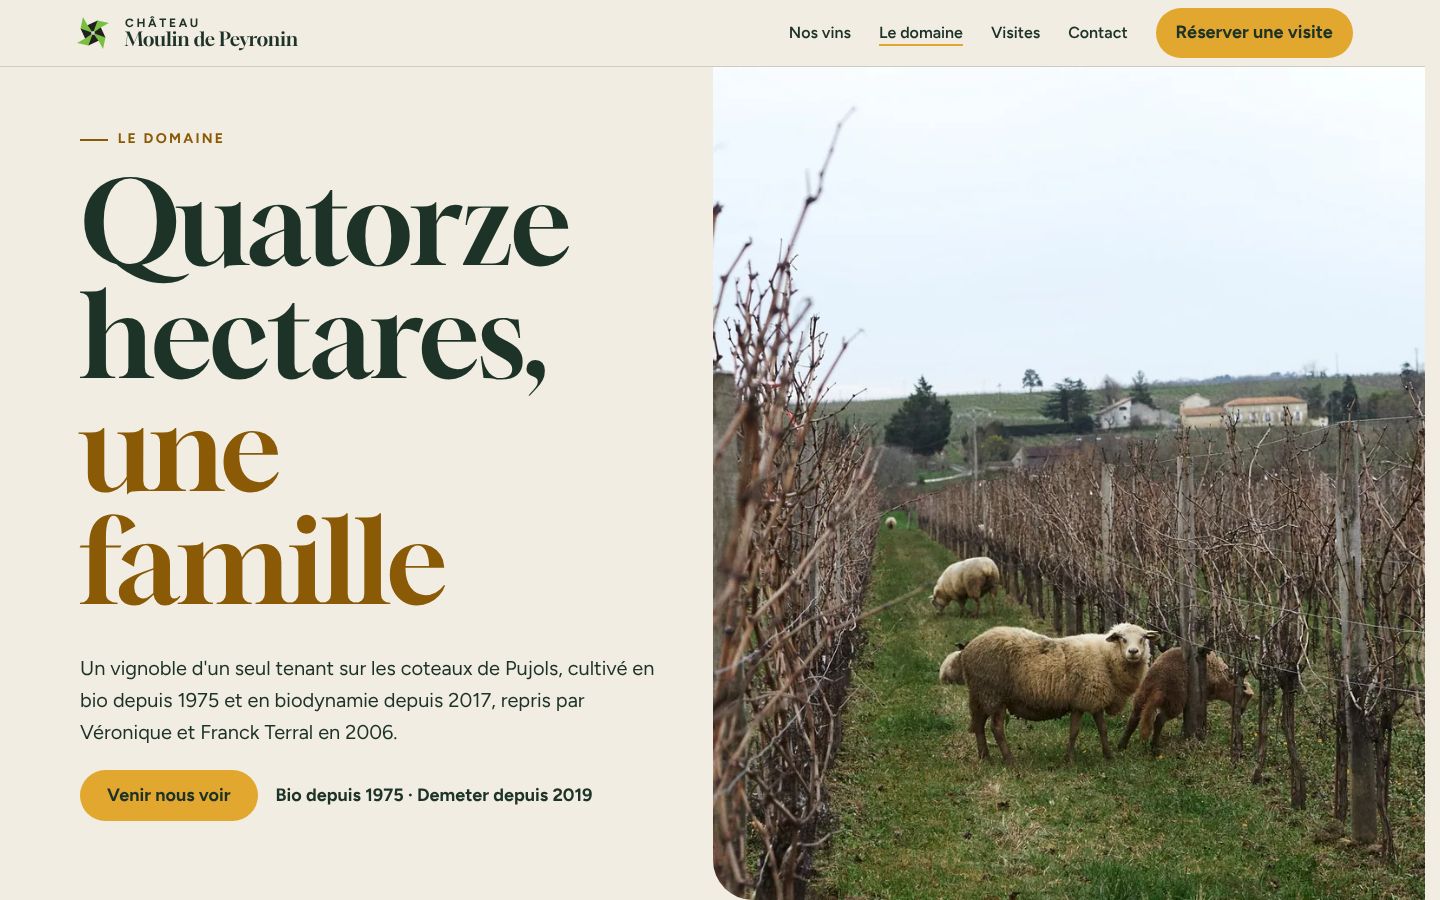 CHÂTEAU
Moulin de Peyronin
Nos vins
Le domaine
Visites
Contact
Réserver une visite
LE DOMAINE
Quatorze
hectares,
une
famille
Un vignoble d'un seul tenant sur les coteaux de Pujols, cultivé en
bio depuis 1975 et en biodynamie depuis 2017, repris par
Véronique et Franck Terral en 2006.
Venir nous voir
Bio depuis 1975 · Demeter depuis 2019